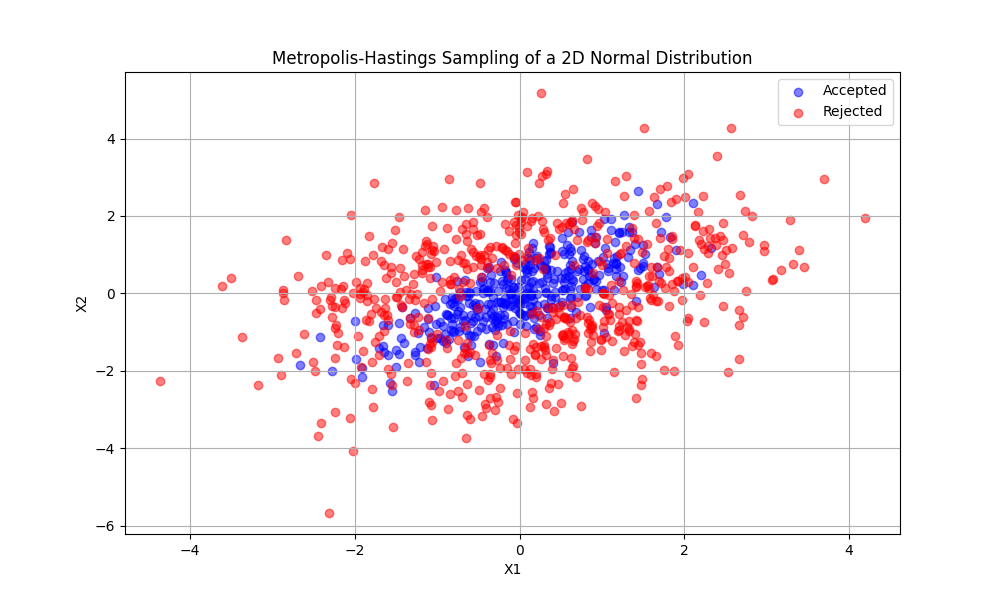 Metropolis-Hastings Sampling of a 2D Normal Distribution
Accepted
Rejected
4
2
0
−2
−4
−6
X2
−4
−2
0
2
4
X1